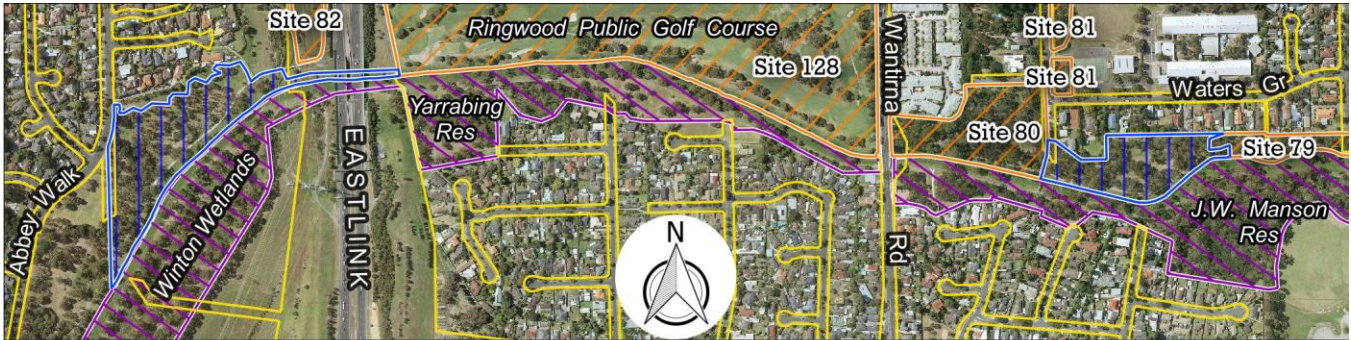 Site 82
Ringwood Public Golf Course
Site 128
Wantirna
Rd
Site 81
Site 81
Waters Gr
Site 80
Site 79
Yarrabing
Res
EASTLINK
Abbey Walk
Winton Wetlands
J.W. Manson
Res
N